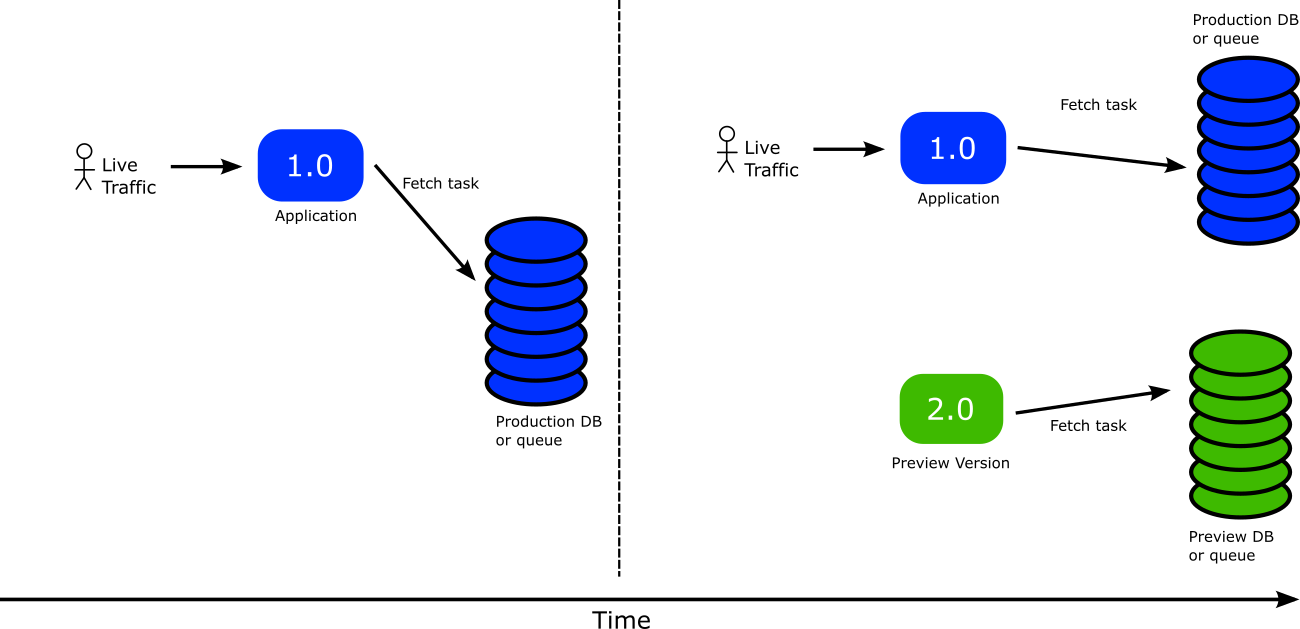 Live
Traffic
1.0
Application
Fetch task
Production DB
or queue
Live
Traffic
1.0
Application
Fetch task
Production DB
or queue
2.0
Preview Version
Fetch task
Preview DB
or queue
Time